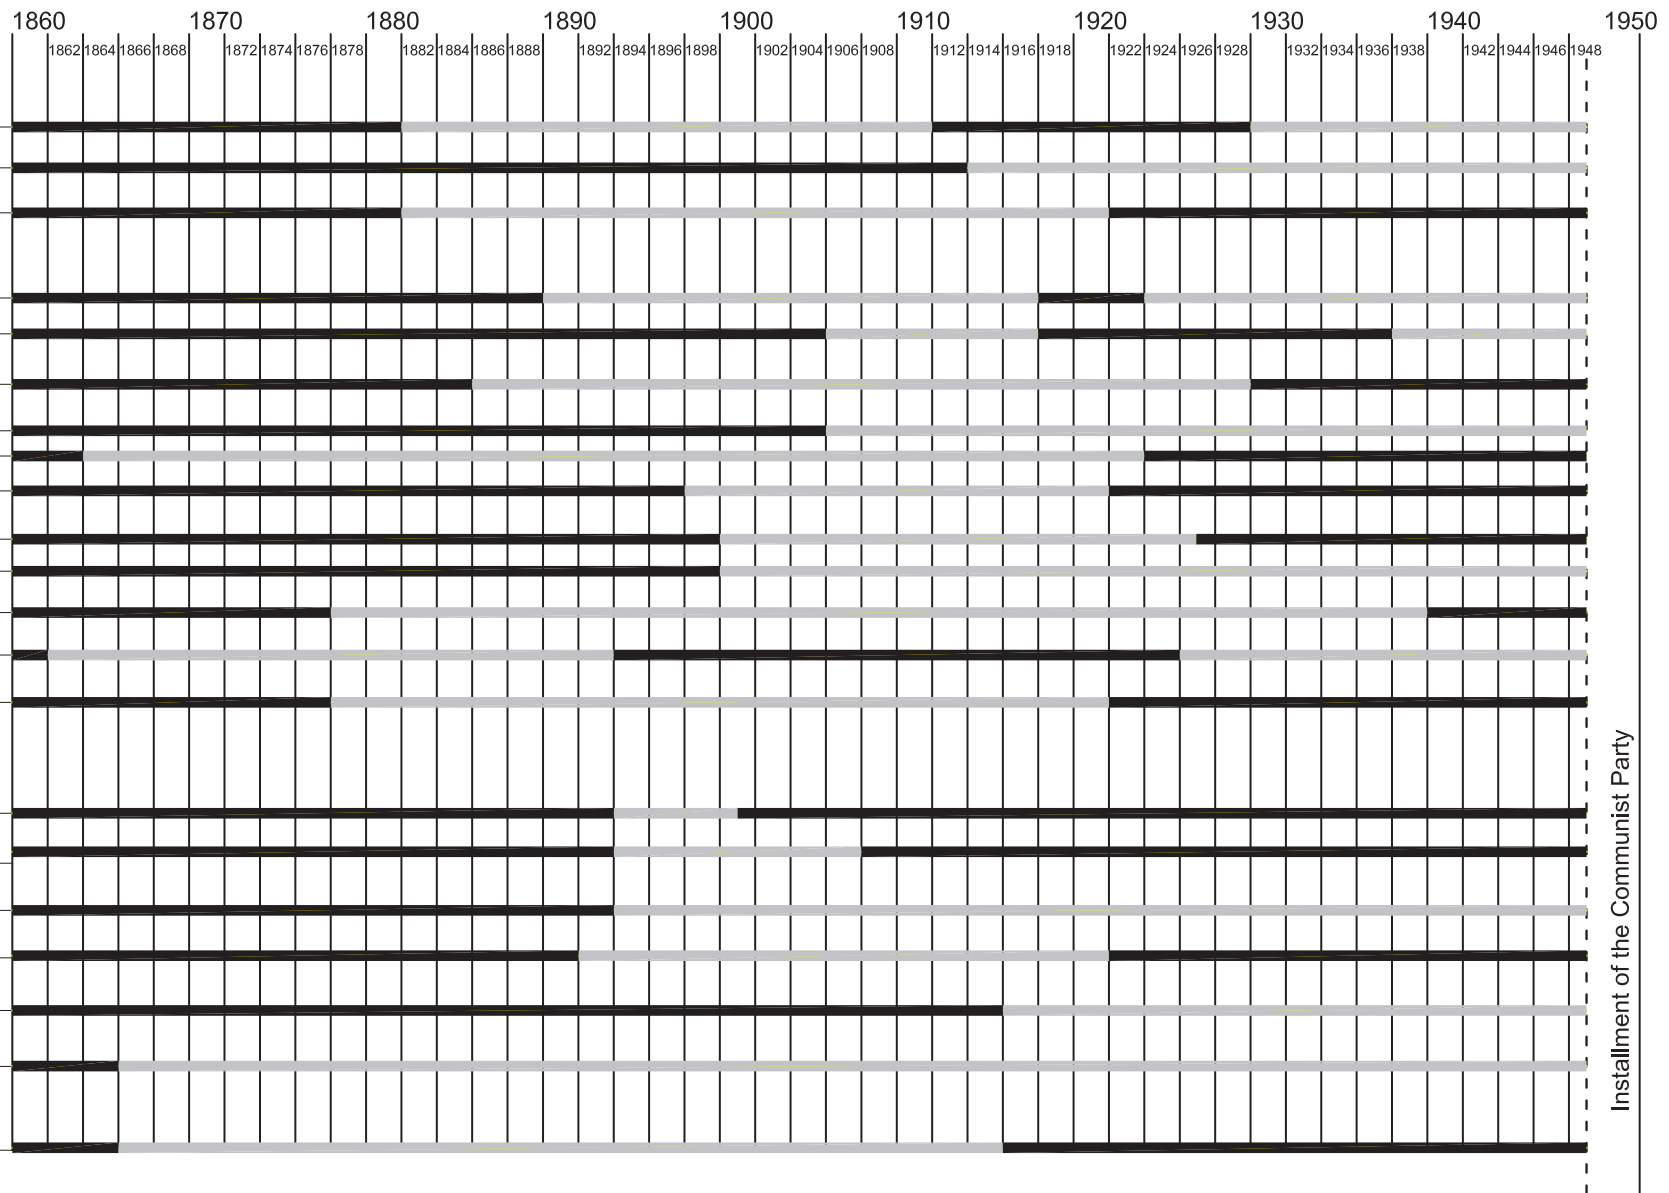 1860 1870 1880 1890 1900 1910 1920 1930 1940 1950
1862 1864 1866 1868 1872 1874 1876 1878 1882 1884 1886 1888 1892 1894 1896 1898 1902 1904 1906 1908 1912 1914 1916 1918 1922 1924 1926 1928 1932 1934 1936 1938 1942 1944 1946 1948
Installment of the Communist Party